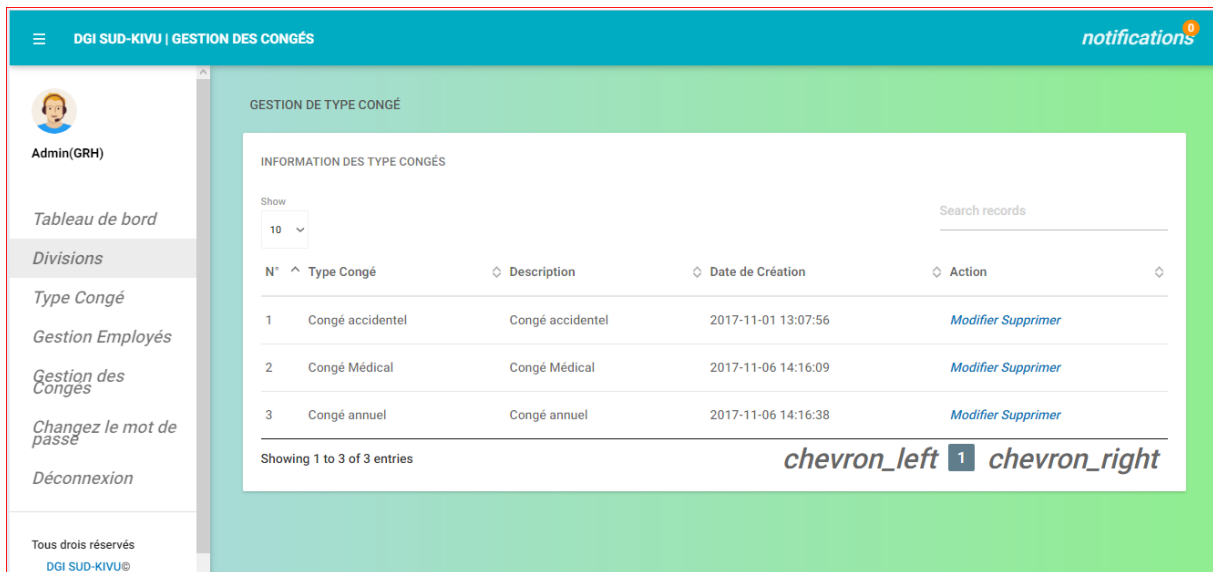 ☰ DGI SUD-KIVU | GESTION DES CONGÉS
notifications 0
Admin(GRH)
Tableau de bord
Divisions
Type Congé
Gestion Employés
Gestion des
Congés
Changez le mot de
passe
Déconnexion
Tous drois réservés
DGI SUD-KIVU©
GESTION DE TYPE CONGÉ
INFORMATION DES TYPE CONGÉS
Show
10
Search records
N° Type Congé Description Date de Création Action
1 Congé accidentel Congé accidentel 2017-11-01 13:07:56 Modifier Supprimer
2 Congé Médical Congé Médical 2017-11-06 14:16:09 Modifier Supprimer
3 Congé annuel Congé annuel 2017-11-06 14:16:38 Modifier Supprimer
Showing 1 to 3 of 3 entries
chevron_left 1 chevron_right